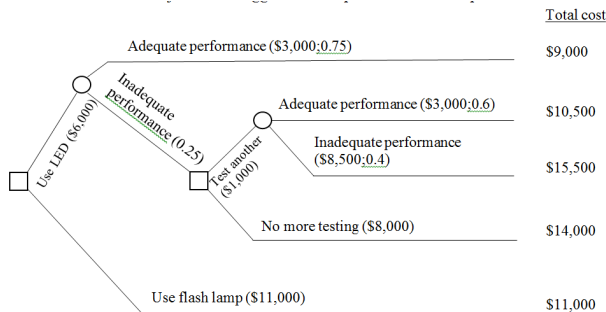 Total cost
Adequate performance ($3,000;0.75)
$9,000
Inadequate
performance (0.25)
Use LED ($6,000)
Adequate performance ($3,000;0.6)
$10,500
Inadequate performance
($8,500;0.4)
$15,500
Test another
($1,000)
No more testing ($8,000)
$14,000
Use flash lamp ($11,000)
$11,000